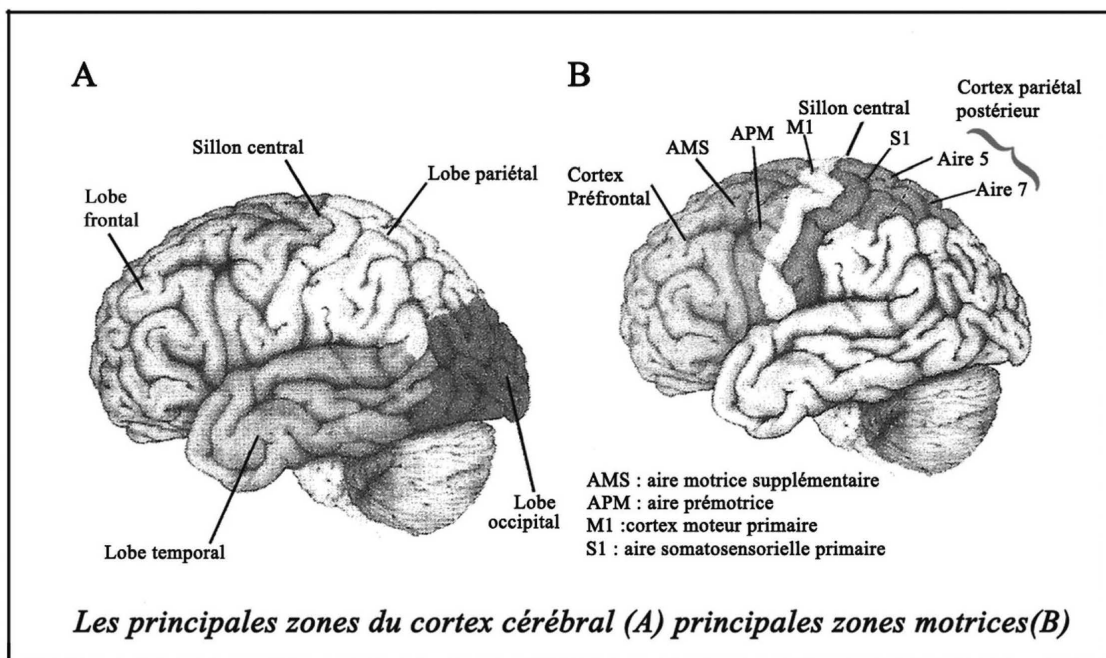 A
Sillon central
Lobe pariétal
Lobe
frontal
Lobe
occipital
Lobe temporal
B
Sillon central
Cortex pariétal
postérieur
M1
APM
AMS
S1
Aire 5
Aire 7
Cortex
Préfrontal
AMS : aire motrice supplémentaire
APM : aire prémotrice
M1 :cortex moteur primaire
S1 : aire somatosensorielle primaire
Les principales zones du cortex cérébral (A) principales zones motrices(B)